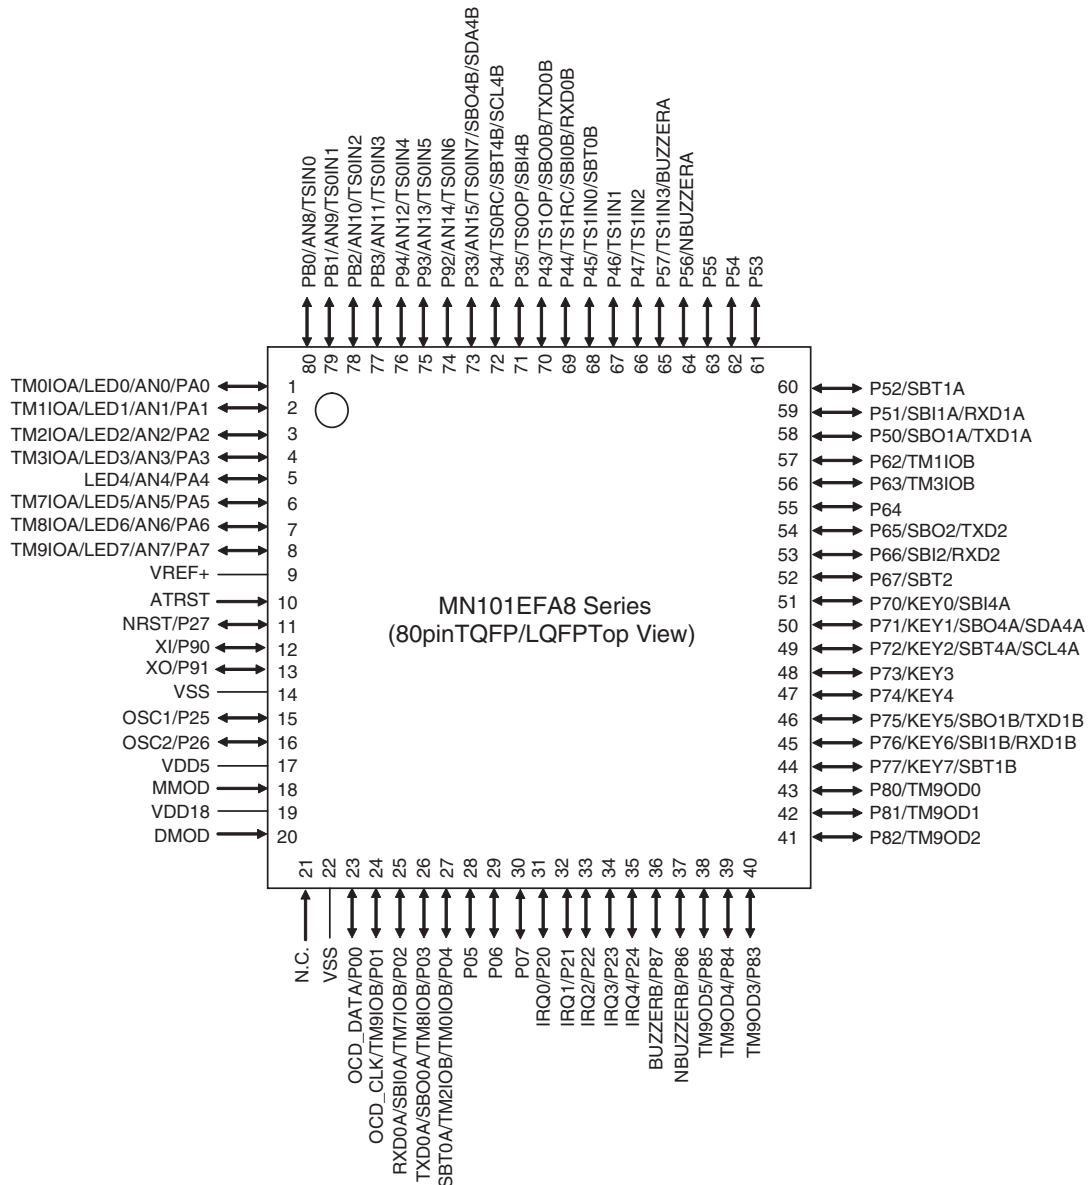 PB0/AN8/TSIN0
PB1/AN9/TS0IN1
PB2/AN10/TS0IN2
PB3/AN11/TS0IN3
P94/AN12/TS0IN4
P93/AN13/TS0IN5
P92/AN14/TS0IN6
P33/AN15/TS0IN7/SBO4B/SDA4B
P34/TS0RC/SBT4B/SCL4B
P35/TS0OP/SBI4B
P43/TS1OP/SBO0B/TXD0B
P44/TS1RC/SBI0B/RXD0B
P45/TS1IN0/SBT0B
P46/TS1IN1
P47/TS1IN2
P57/TS1IN3/BUZZERA
P56/NBUZZERA
P55
P54
P53
80
79
78
77
76
75
74
73
72
71
70
69
68
67
66
65
64
63
62
61
TM0IOA/LED0/AN0/PA0 1
TM1IOA/LED1/AN1/PA1 2
TM2IOA/LED2/AN2/PA2 3
TM3IOA/LED3/AN3/PA3 4
LED4/AN4/PA4 5
TM7IOA/LED5/AN5/PA5 6
TM8IOA/LED6/AN6/PA6 7
TM9IOA/LED7/AN7/PA7 8
VREF+ 9
ATRST 10
NRST/P27 11
XI/P90 12
XO/P91 13
VSS 14
OSC1/P25 15
OSC2/P26 16
VDD5 17
MMOD 18
VDD18 19
DMOD 20
MN101EFA8 Series
(80pinTQFP/LQFPTop View)
60 P52/SBT1A
59 P51/SBI1A/RXD1A
58 P50/SBO1A/TXD1A
57 P62/TM1IOB
56 P63/TM3IOB
55 P64
54 P65/SBO2/TXD2
53 P66/SBI2/RXD2
52 P67/SBT2
51 P70/KEY0/SBI4A
50 P71/KEY1/SBO4A/SDA4A
49 P72/KEY2/SBT4A/SCL4A
48 P73/KEY3
47 P74/KEY4
46 P75/KEY5/SBO1B/TXD1B
45 P76/KEY6/SBI1B/RXD1B
44 P77/KEY7/SBT1B
43 P80/TM9OD0
42 P81/TM9OD1
41 P82/TM9OD2
21
22
23
24
25
26
27
28
29
30
31
32
33
34
35
36
37
38
39
40
N.C.
VSS
OCD_DATA/P00
OCD_CLK/TM9IOB/P01
RXD0A/SBI0A/TM7IOB/P02
TXD0A/SBO0A/TM8IOB/P03
SBT0A/TM2IOB/TM0IOB/P04
P05
P06
P07
IRQ0/P20
IRQ1/P21
IRQ2/P22
IRQ3/P23
IRQ4/P24
BUZZERB/P87
NBUZZERB/P86
TM9OD5/P85
TM9OD4/P84
TM9OD3/P83